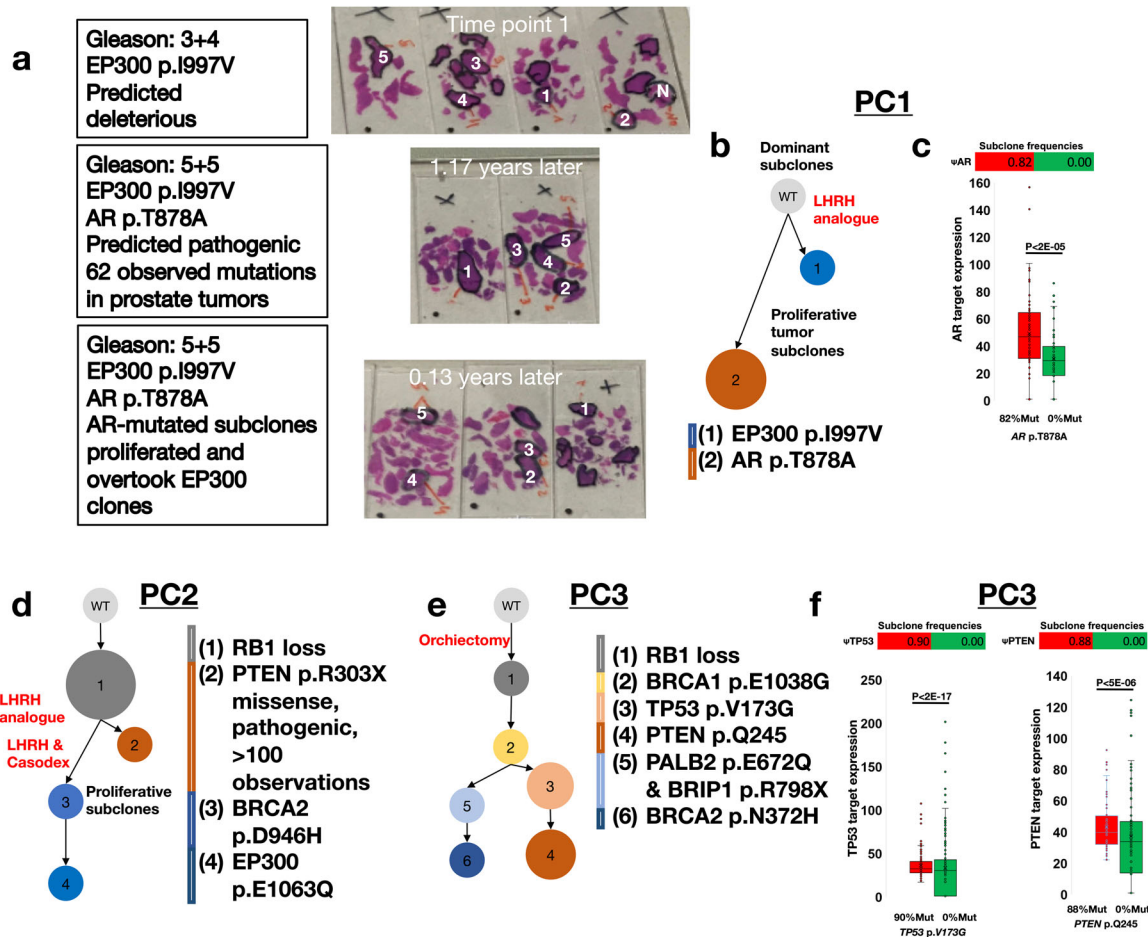 a
Gleason: 3+4
EP300 p.I997V
Predicted
deleterious
Time point 1
5
3
4
1
N
2
Gleason: 5+5
EP300 p.I997V
AR p.T878A
Predicted pathogenic
62 observed mutations
in prostate tumors
1.17 years later
1
3
5
4
2
Gleason: 5+5
EP300 p.I997V
AR p.T878A
AR-mutated subclones
proliferated and
overtook EP300
clones
0.13 years later
5
4
3
2
1
PC1
b
Dominant
subclones
WT
LHRH
analogue
1
Proliferative
tumor
subclones
2
(1) EP300 p.I997V
(2) AR p.T878A
c
Subclone frequencies
ψAR 0.82 0.00
AR target expression
160
140
120
100
80
60
40
20
0
P<2E-05
82%Mut 0%Mut
AR p.T878A
d
PC2
WT
1
LHRH
analogue
2
LHRH &
Casodex
3
Proliferative
subclones
4
(1) RB1 loss
(2) PTEN p.R303X
missense,
pathogenic,
>100
observations
(3) BRCA2
p.D946H
(4) EP300
p.E1063Q
e
PC3
WT
Orchiectomy
1
2
5
3
6
4
(1) RB1 loss
(2) BRCA1 p.E1038G
(3) TP53 p.V173G
(4) PTEN p.Q245
(5) PALB2 p.E672Q
& BRIP1 p.R798X
(6) BRCA2 p.N372H
PC3
f
Subclone frequencies
ψTP53 0.90 0.00
TP53 target expression
250
200
150
100
50
0
P<2E-17
90%Mut 0%Mut
TP53 p.V173G
Subclone frequencies
ψPTEN 0.88 0.00
PTEN target expression
140
120
100
80
60
40
20
0
P<5E-06
88%Mut 0%Mut
PTEN p.Q245